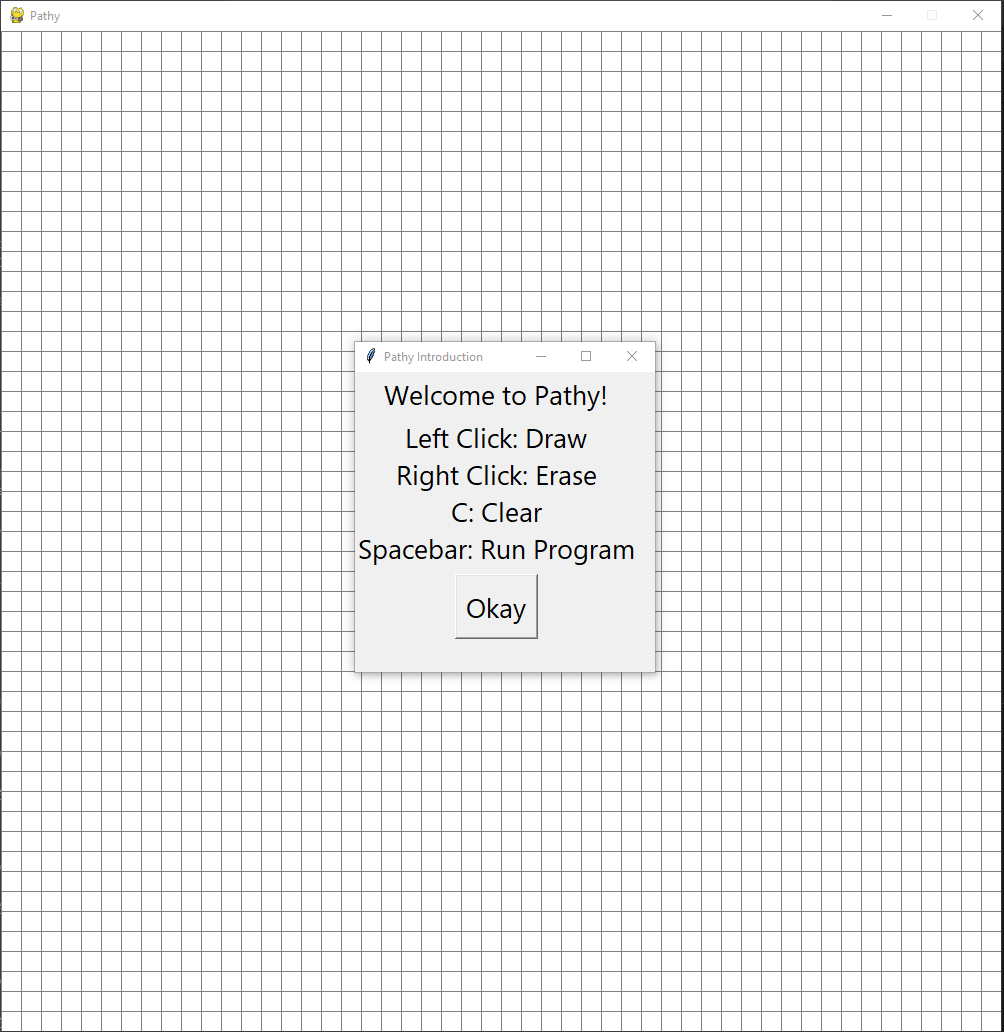 Pathy
Pathy Introduction
Welcome to Pathy!
Left Click: Draw
Right Click: Erase
C: Clear
Spacebar: Run Program
Okay